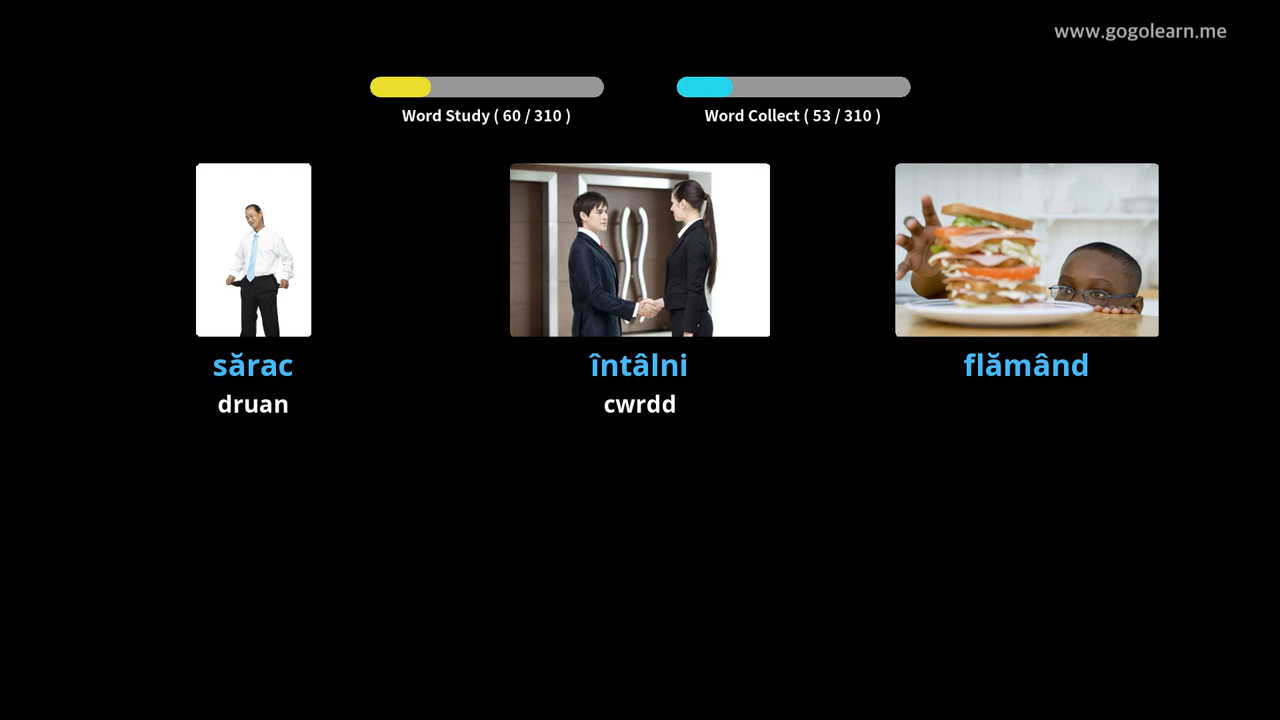 www.gogolearn.me
Word Study ( 60 / 310 )
Word Collect ( 53 / 310 )
sărac
întâlni
flămând
druan
cwrdd